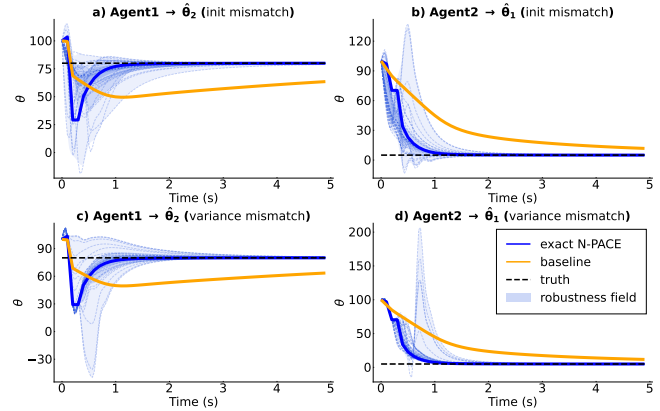 a) Agent1 → θ̂₂ (init mismatch)
100
75
50
25
0
θ
0 1 2 3 4 5
Time (s)
b) Agent2 → θ̂₁ (init mismatch)
120
90
60
30
0
θ
0 1 2 3 4 5
Time (s)
c) Agent1 → θ̂₂ (variance mismatch)
90
60
30
0
−30
θ
0 1 2 3 4 5
Time (s)
d) Agent2 → θ̂₁ (variance mismatch)
200
150
100
50
0
θ
0 1 2 3 4 5
Time (s)
exact N-PACE
baseline
truth
robustness field